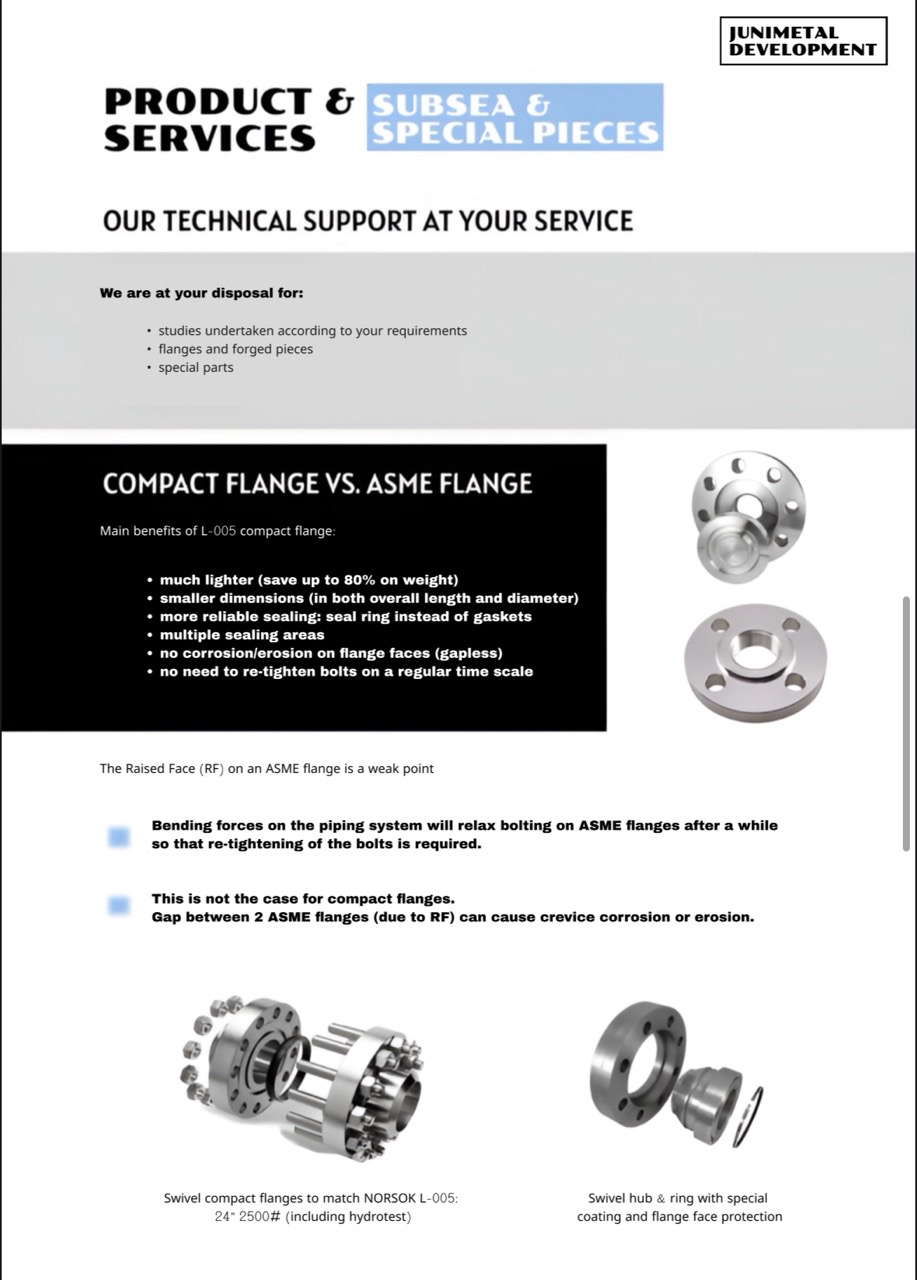 JUNIMETAL
DEVELOPMENT
PRODUCT &
SERVICES
SUBSEA &
SPECIAL PIECES
OUR TECHNICAL SUPPORT AT YOUR SERVICE
We are at your disposal for:
• studies undertaken according to your requirements
• flanges and forged pieces
• special parts
COMPACT FLANGE VS. ASME FLANGE
Main benefits of L-005 compact flange:
• much lighter (save up to 80% on weight)
• smaller dimensions (in both overall length and diameter)
• more reliable sealing: seal ring instead of gaskets
• multiple sealing areas
• no corrosion/erosion on flange faces (gapless)
• no need to re-tighten bolts on a regular time scale
The Raised Face (RF) on an ASME flange is a weak point
Bending forces on the piping system will relax bolting on ASME flanges after a while
so that re-tightening of the bolts is required.
This is not the case for compact flanges.
Gap between 2 ASME flanges (due to RF) can cause crevice corrosion or erosion.
Swivel compact flanges to match NORSOK L-005:
24" 2500# (including hydrotest)
Swivel hub & ring with special
coating and flange face protection